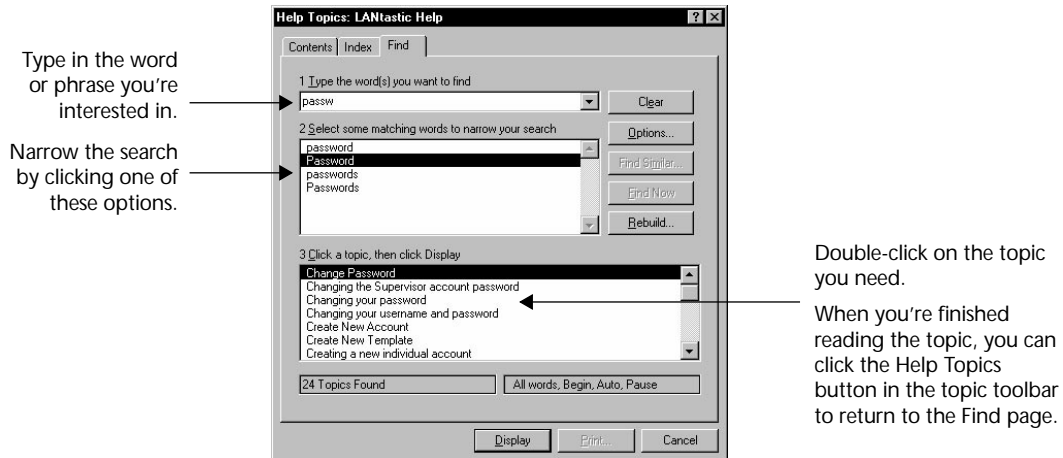 Help Topics: LANtastic Help
Contents Index Find
Type in the word
or phrase you're
interested in.
1 Type the word(s) you want to find
passw
Clear
2 Select some matching words to narrow your search
Options...
password
Password
passwords
Passwords
Find Similar...
Find Now
Rebuild...
Narrow the search
by clicking one of
these options.
3 Click a topic, then click Display
Change Password
Changing the Supervisor account password
Changing your password
Changing your username and password
Create New Account
Create New Template
Creating a new individual account
Double-click on the topic
you need.
When you're finished
reading the topic, you can
click the Help Topics
button in the topic toolbar
to return to the Find page.
24 Topics Found
All words, Begin, Auto, Pause
Display Print... Cancel